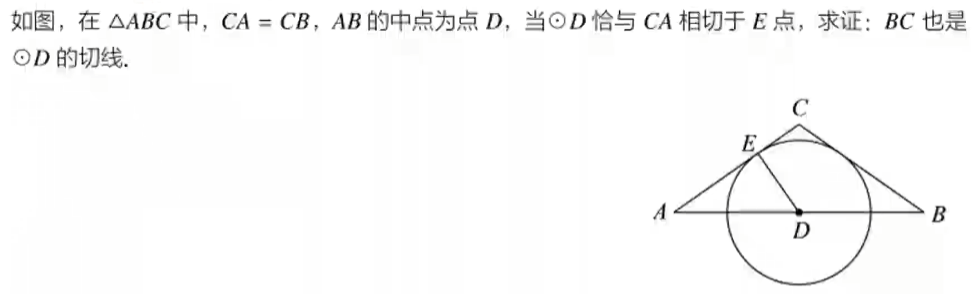 如图，在 △ABC 中，CA = CB，AB 的中点为点 D，当⊙D 恰与 CA 相切于 E 点，求证：BC 也是
⊙D 的切线.
C
E
A
B
D